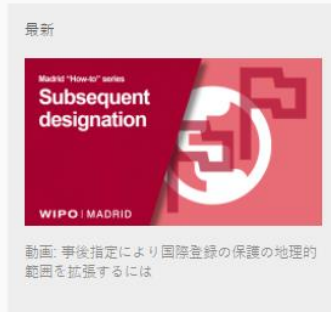 最新
Madrid "How-to" series
Subsequent
designation
WIPO | MADRID
動画: 事後指定により国際登録の保護の地理的
範囲を拡張するには